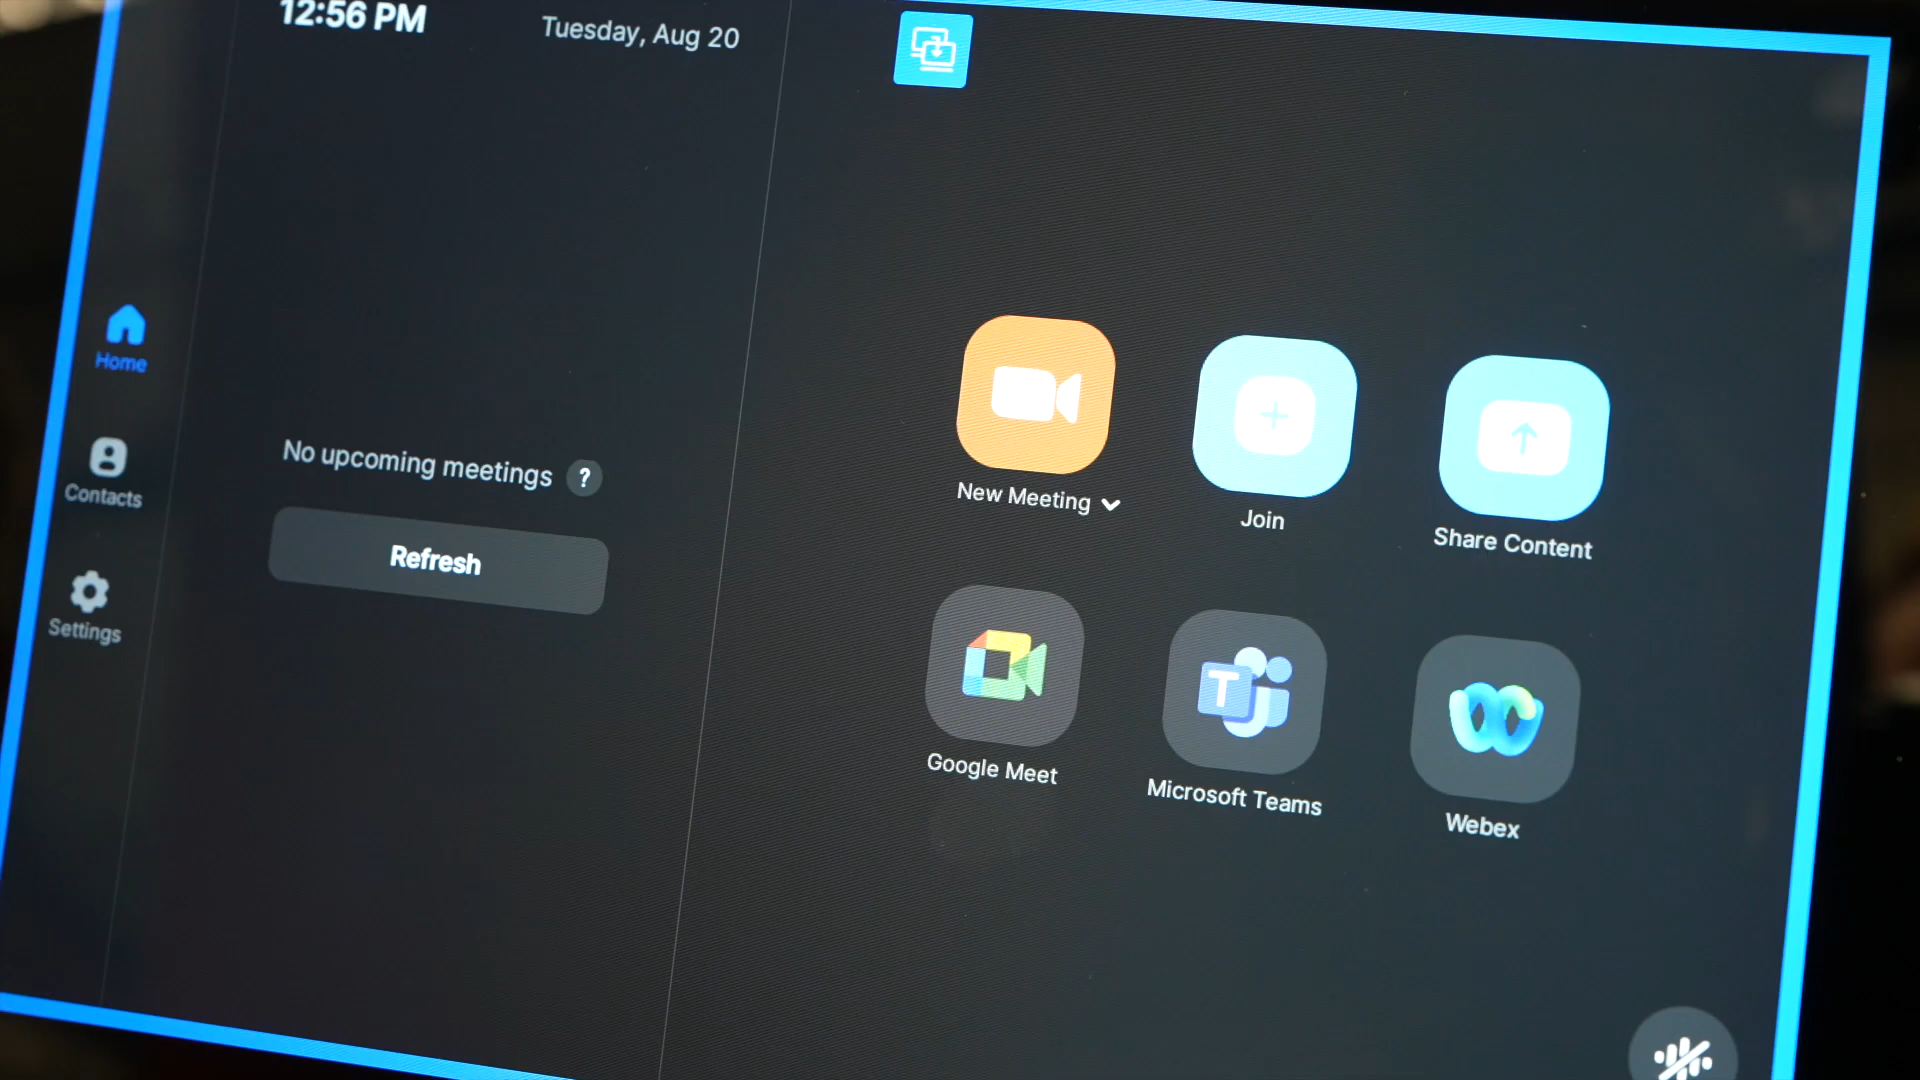 12:56 PM
Tuesday, Aug 20
Home
Contacts
Settings
No upcoming meetings ?
Refresh
New Meeting
Join
Share Content
Google Meet
T
Microsoft Teams
Webex